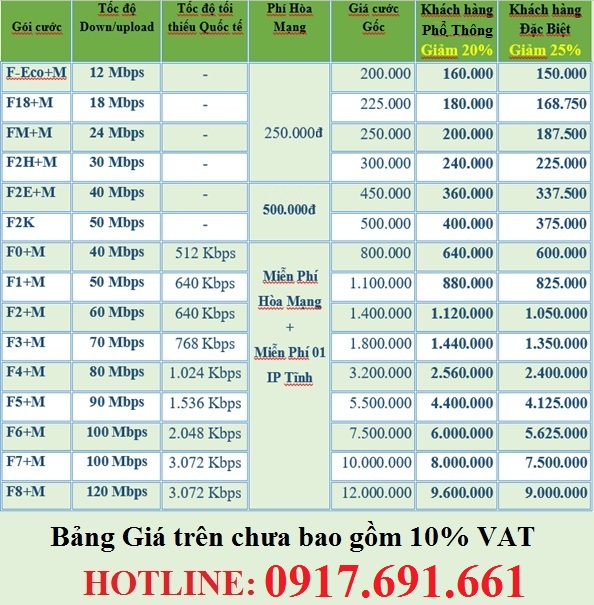 Gói cước | Tốc độ Down/upload | Tốc độ tối thiểu Quốc tế | Phí Hòa Mạng | Giá cước Gốc | Khách hàng Phổ Thông Giảm 20% | Khách hàng Đặc Biệt Giảm 25%
F-Eco+M | 12 Mbps | - | 250.000đ | 200.000 | 160.000 | 150.000
F18+M | 18 Mbps | - | 225.000 | 180.000 | 168.750
FM+M | 24 Mbps | - | 250.000 | 200.000 | 187.500
F2H+M | 30 Mbps | - | 300.000 | 240.000 | 225.000
F2E+M | 40 Mbps | - | 500.000đ | 450.000 | 360.000 | 337.500
F2K | 50 Mbps | - | 500.000 | 400.000 | 375.000
F0+M | 40 Mbps | 512 Kbps | Miễn Phí Hòa Mạng + Miễn Phí 01 IP Tĩnh | 800.000 | 640.000 | 600.000
F1+M | 50 Mbps | 640 Kbps | 1.100.000 | 880.000 | 825.000
F2+M | 60 Mbps | 640 Kbps | 1.400.000 | 1.120.000 | 1.050.000
F3+M | 70 Mbps | 768 Kbps | 1.800.000 | 1.440.000 | 1.350.000
F4+M | 80 Mbps | 1.024 Kbps | 3.200.000 | 2.560.000 | 2.400.000
F5+M | 90 Mbps | 1.536 Kbps | 5.500.000 | 4.400.000 | 4.125.000
F6+M | 100 Mbps | 2.048 Kbps | 7.500.000 | 6.000.000 | 5.625.000
F7+M | 100 Mbps | 3.072 Kbps | 10.000.000 | 8.000.000 | 7.500.000
F8+M | 120 Mbps | 3.072 Kbps | 12.000.000 | 9.600.000 | 9.000.000
Bảng Giá trên chưa bao gồm 10% VAT
HOTLINE: 0917.691.661